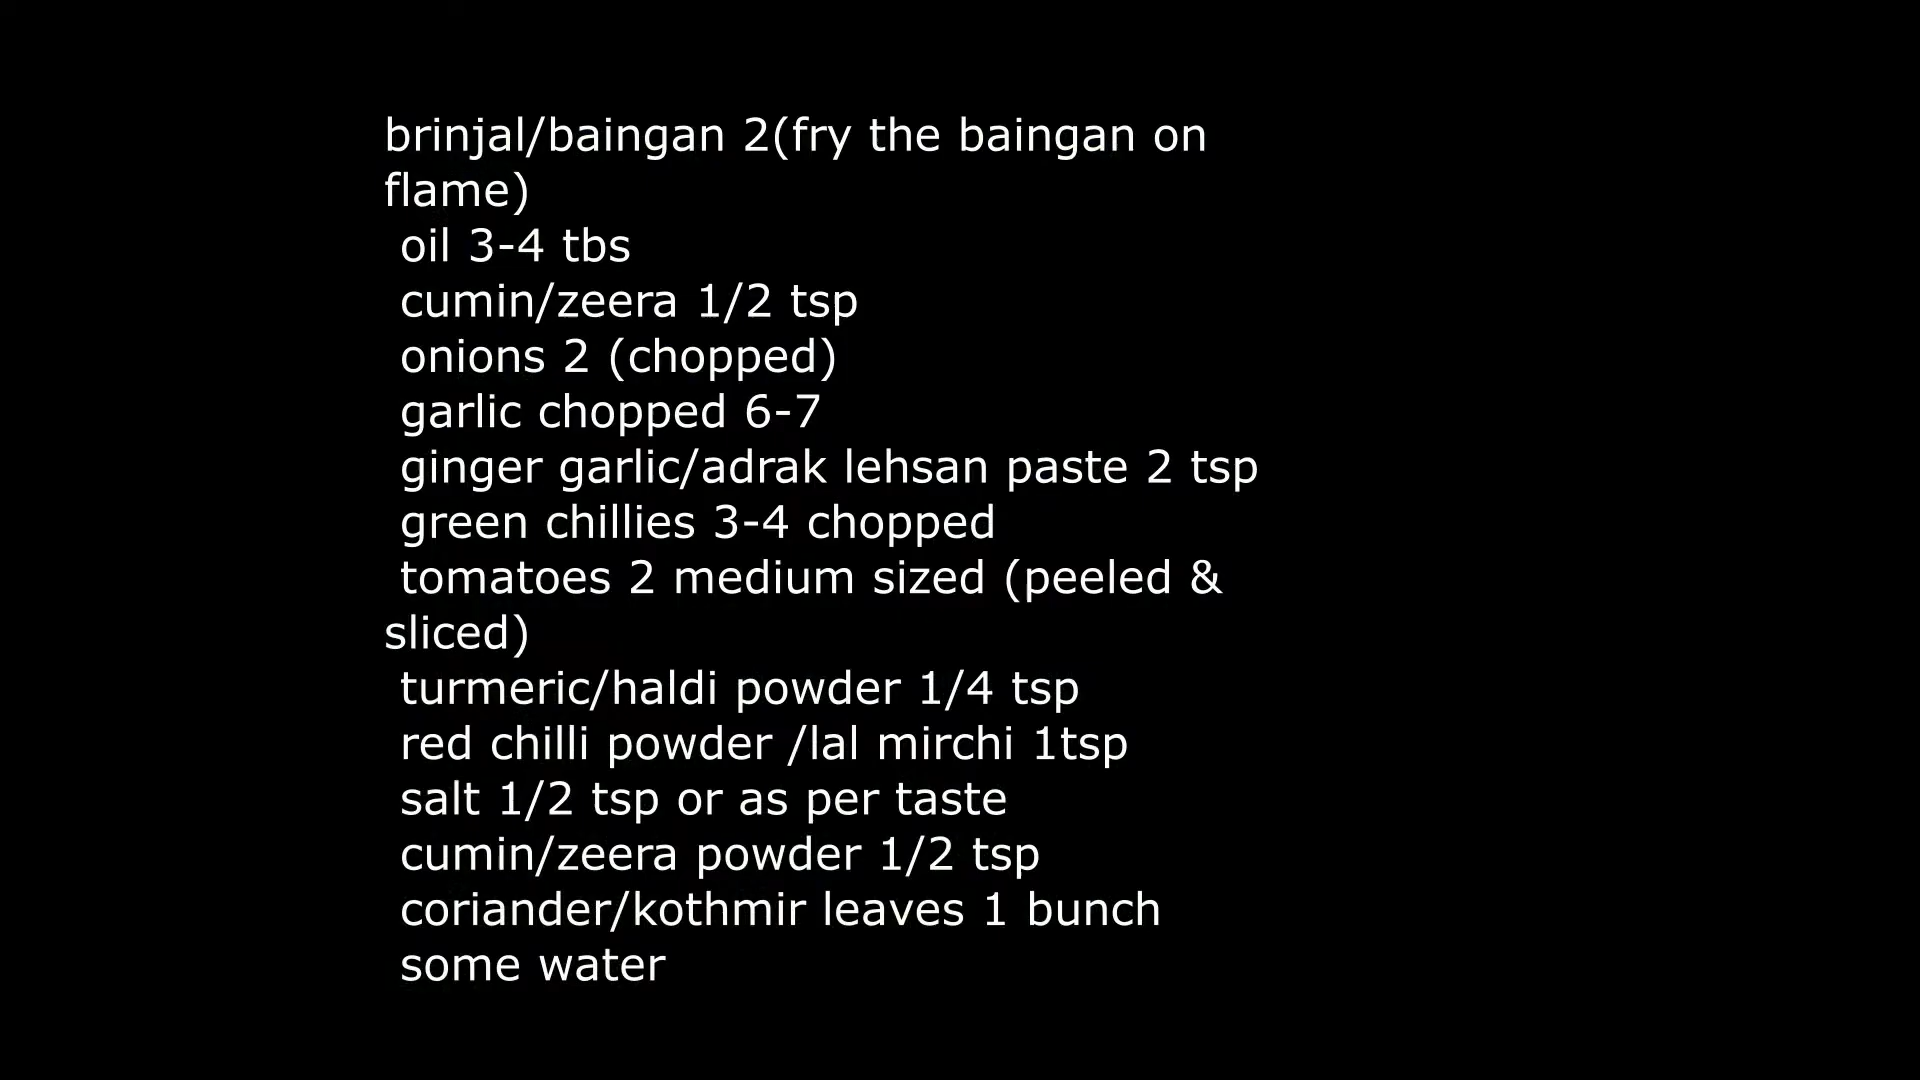 brinjal/baingan 2(fry the baingan on
flame)
oil 3-4 tbs
cumin/zeera 1/2 tsp
onions 2 (chopped)
garlic chopped 6-7
ginger garlic/adrak lehsan paste 2 tsp
green chillies 3-4 chopped
tomatoes 2 medium sized (peeled &
sliced)
turmeric/haldi powder 1/4 tsp
red chilli powder /lal mirchi 1tsp
salt 1/2 tsp or as per taste
cumin/zeera powder 1/2 tsp
coriander/kothmir leaves 1 bunch
some water